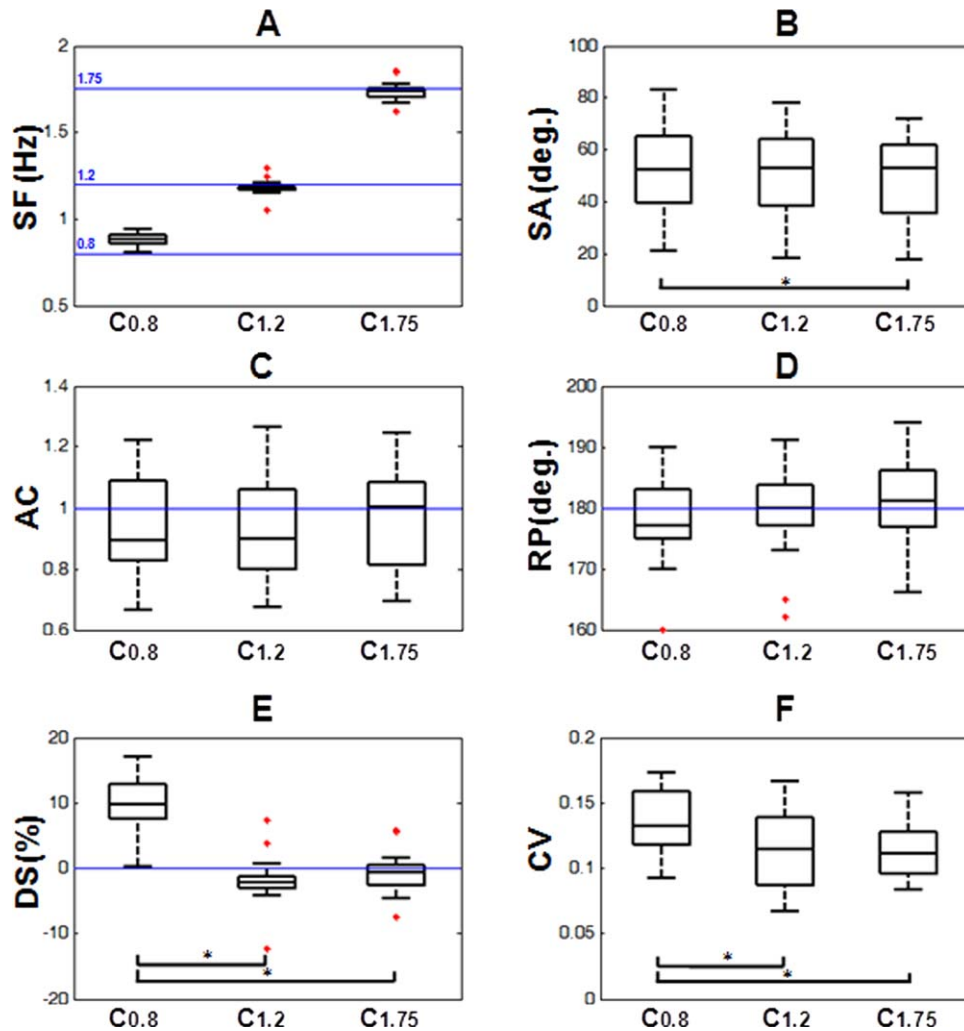 A
SF (Hz)
2
1.5
1
0.5
1.75
1.2
0.8
C0.8 C1.2 C1.75
B
SA(deg.)
100
80
60
40
20
0
*
C0.8 C1.2 C1.75
C
AC
1.4
1.2
1
0.8
0.6
C0.8 C1.2 C1.75
D
RP(deg.)
200
190
180
170
160
C0.8 C1.2 C1.75
E
DS(%)
20
10
0
-10
-20
*
*
C0.8 C1.2 C1.75
F
CV
0.2
0.15
0.1
0.05
0
*
*
C0.8 C1.2 C1.75